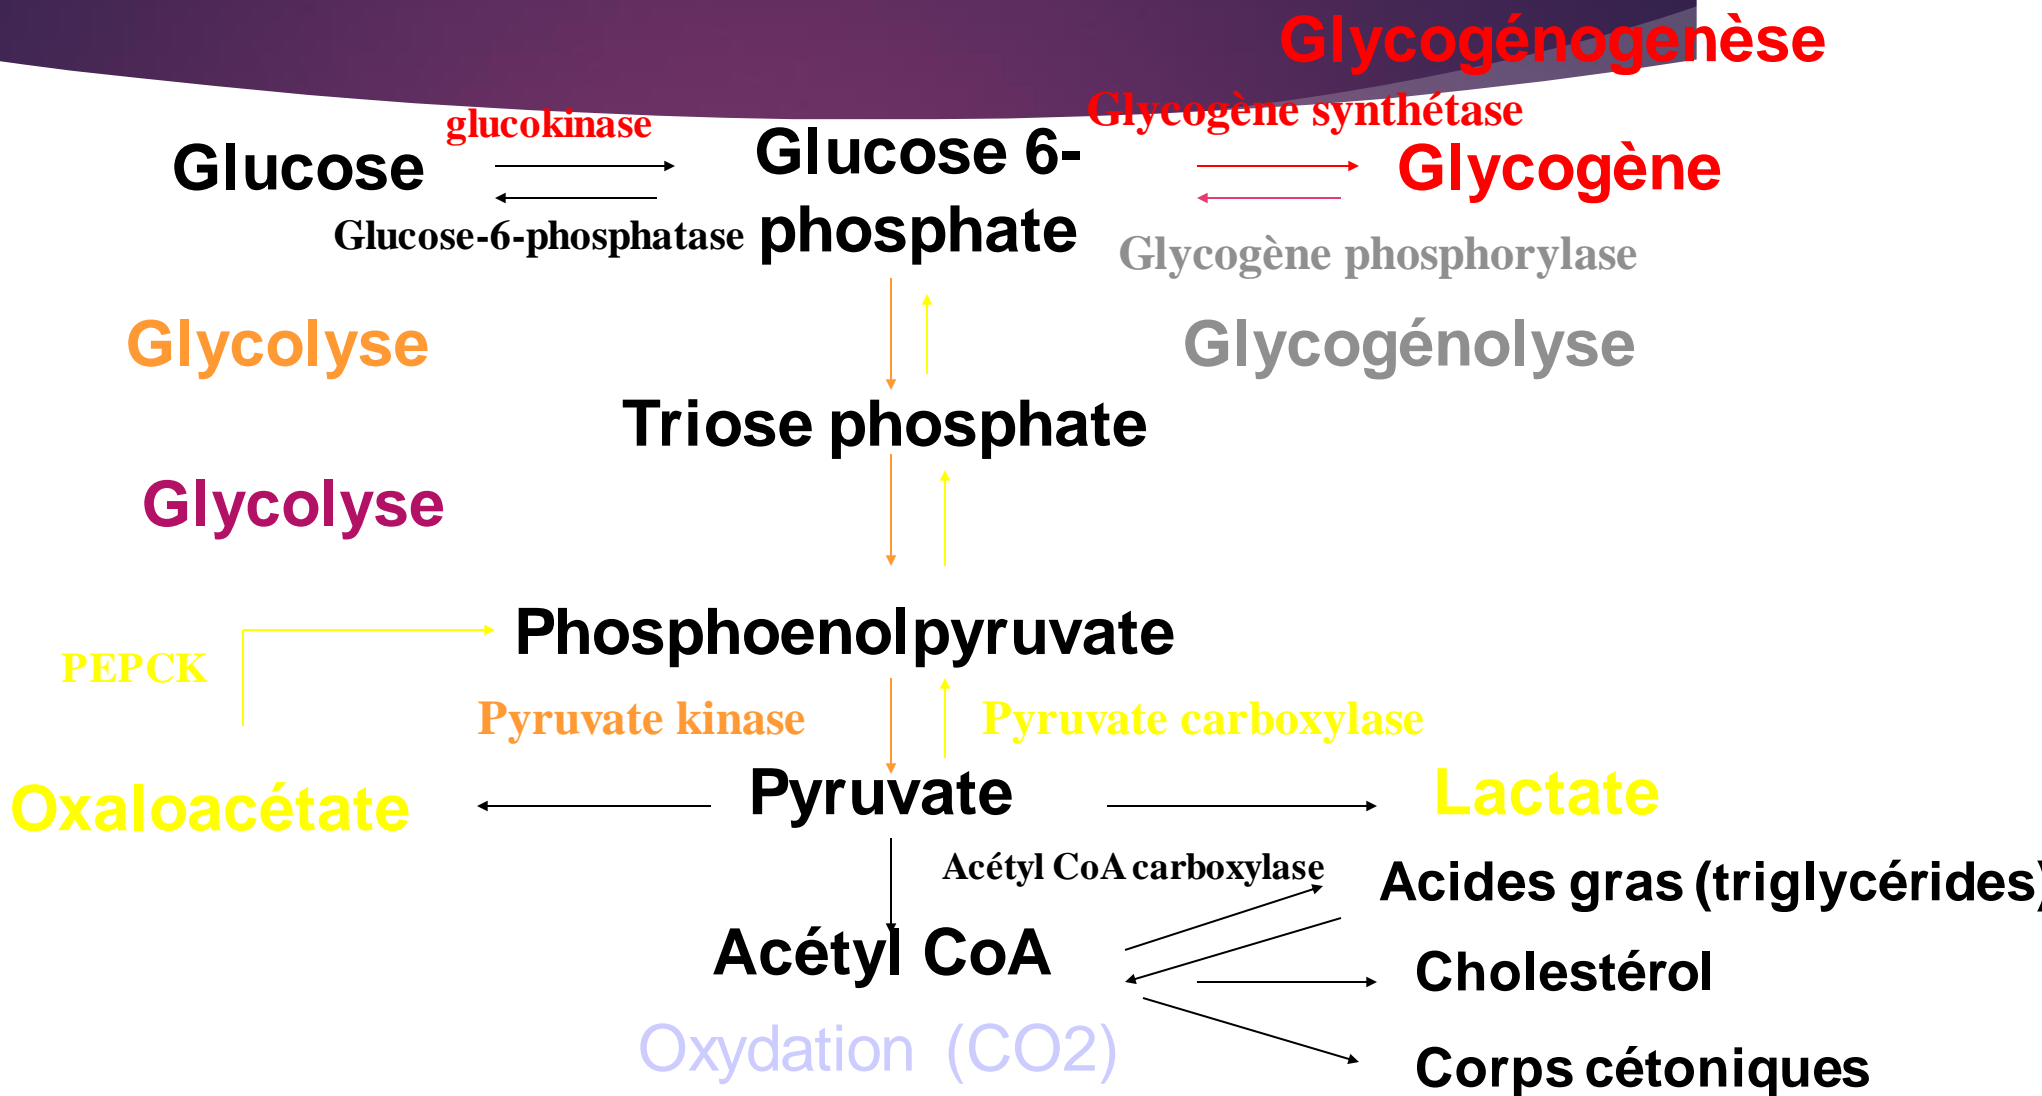 Glycogénogenèse
glucokinase
Glycogène synthétase
Glucose
Glucose 6-
phosphate
Glycogène
Glucose-6-phosphatase
Glycogène phosphorylase
Glycolyse
Glycogénolyse
Triose phosphate
Glycolyse
Phosphoenolpyruvate
PEPCK
Pyruvate kinase
Pyruvate carboxylase
Oxaloacétate
Pyruvate
Lactate
Acétyl CoA carboxylase
Acides gras (triglycérides)
Acétyl CoA
Cholestérol
Oxydation (CO2)
Corps cétoniques